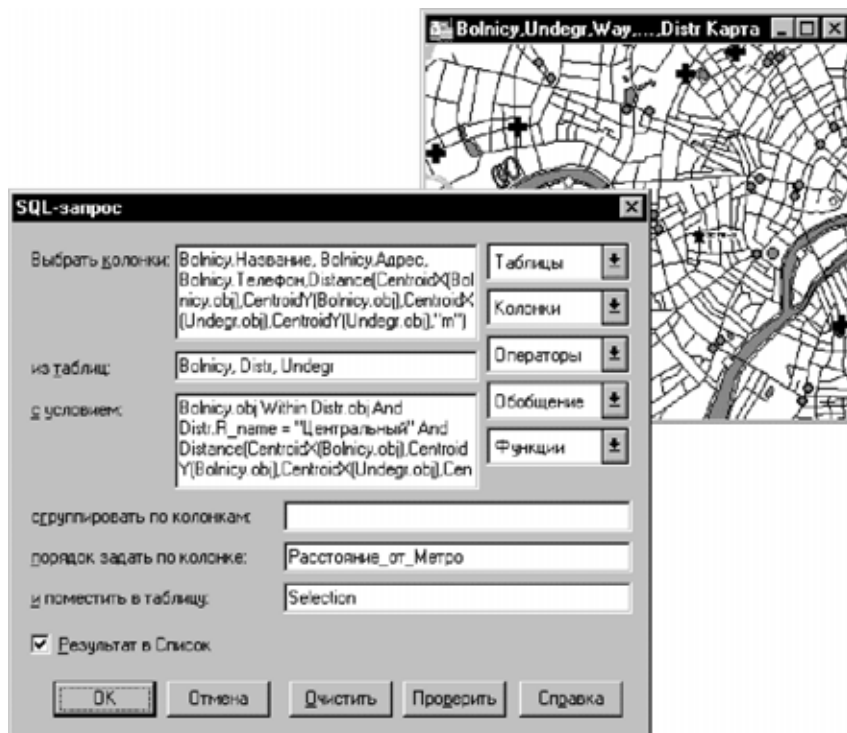 Bolnicy,Undegr,Way,...,Distr Карта
SQL-запрос
Выбрать колонки:
Bolnicy.Название, Bolnicy.Адрес,
Bolnicy.Телефон,Distance(CentroidX(Bol
nicy.obj),CentroidY(Bolnicy.obj),CentroidX
(Undegr.obj),CentroidY(Undegr.obj),"m")
Таблицы
Колонки
Операторы
Обобщение
Функции
из таблиц:
Bolnicy, Distr, Undegr
с условием:
Bolnicy.obj Within Distr.obj And
Distr.R_name = "Центральный" And
Distance(CentroidX(Bolnicy.obj),Centroid
Y(Bolnicy.obj),CentroidX(Undegr.obj),Cen
сгруппировать по колонкам:
порядок задать по колонке:
Расстояние_от_Метро
и поместить в таблицу:
Selection
Результат в Список
OK
Отмена
Очистить
Проверить
Справка